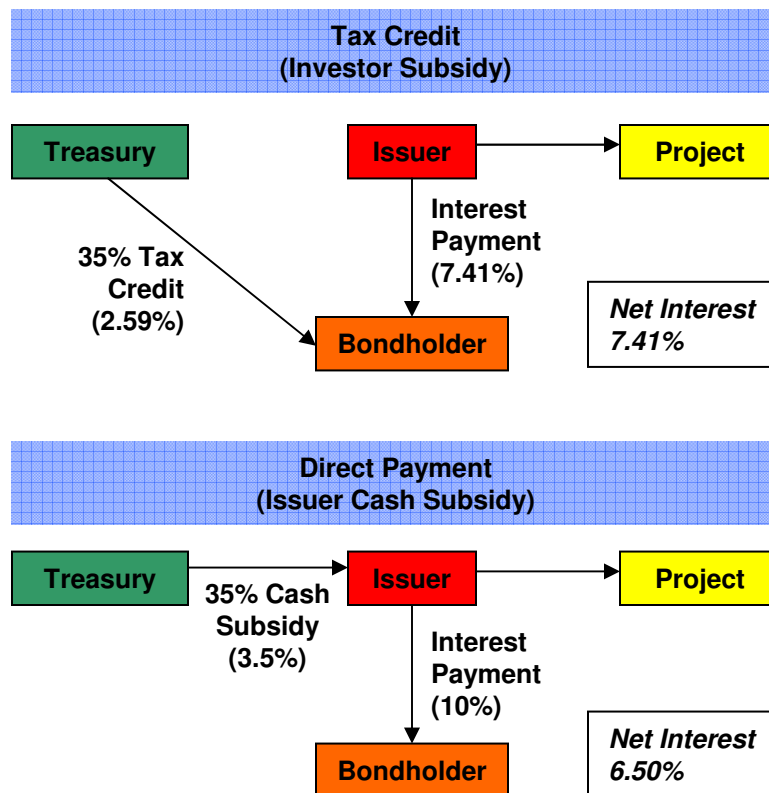 Tax Credit
(Investor Subsidy)
Treasury
Issuer
Project
35% Tax
Credit
(2.59%)
Interest
Payment
(7.41%)
Net Interest
7.41%
Bondholder
Direct Payment
(Issuer Cash Subsidy)
Treasury
Issuer
Project
35% Cash
Subsidy
(3.5%)
Interest
Payment
(10%)
Net Interest
6.50%
Bondholder